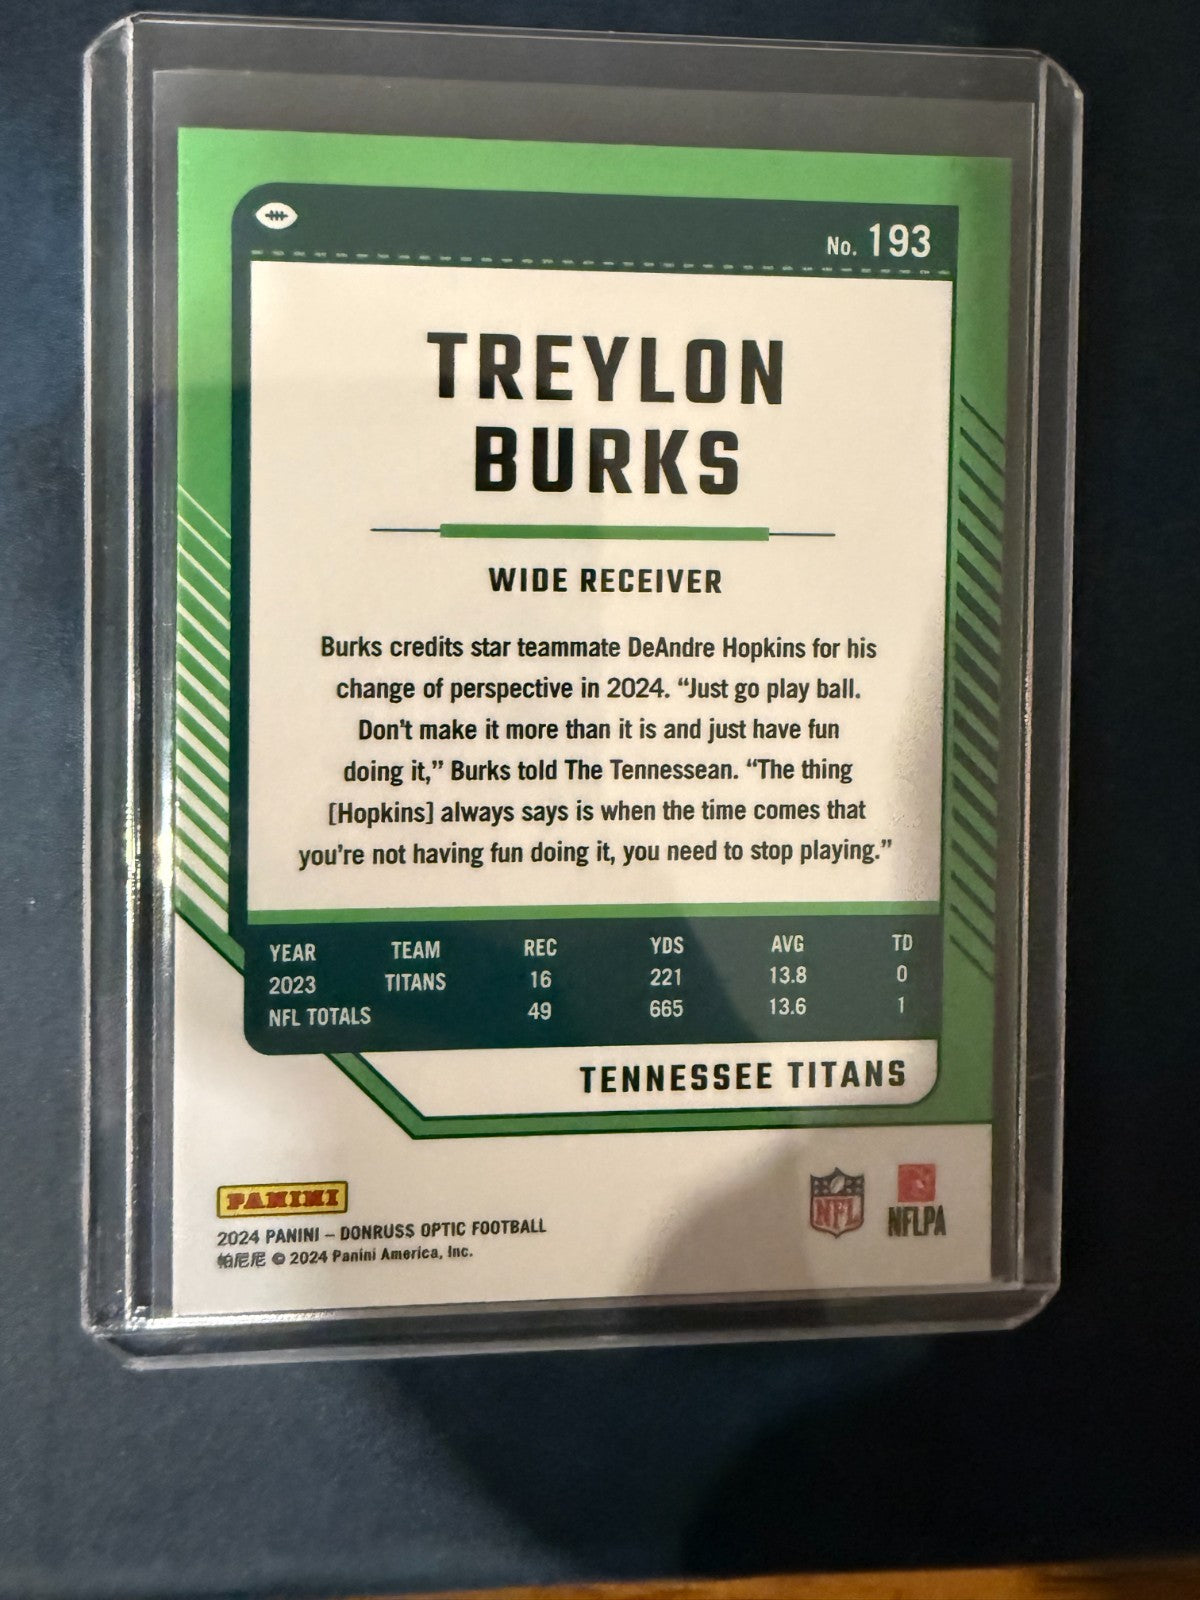 No. 193
TREYLON
BURKS
WIDE RECEIVER
Burks credits star teammate DeAndre Hopkins for his
change of perspective in 2024. “Just go play ball.
Don't make it more than it is and just have fun
doing it,” Burks told The Tennessean. “The thing
[Hopkins] always says is when the time comes that
you're not having fun doing it, you need to stop playing.”
YEAR TEAM REC YDS AVG TD
2023 TITANS 16 221 13.8 0
NFL TOTALS 49 665 13.6 1
TENNESSEE TITANS
PANINI
2024 PANINI – DONRUSS OPTIC FOOTBALL
帕尼尼 © 2024 Panini America, Inc.
NFL
NFLPA